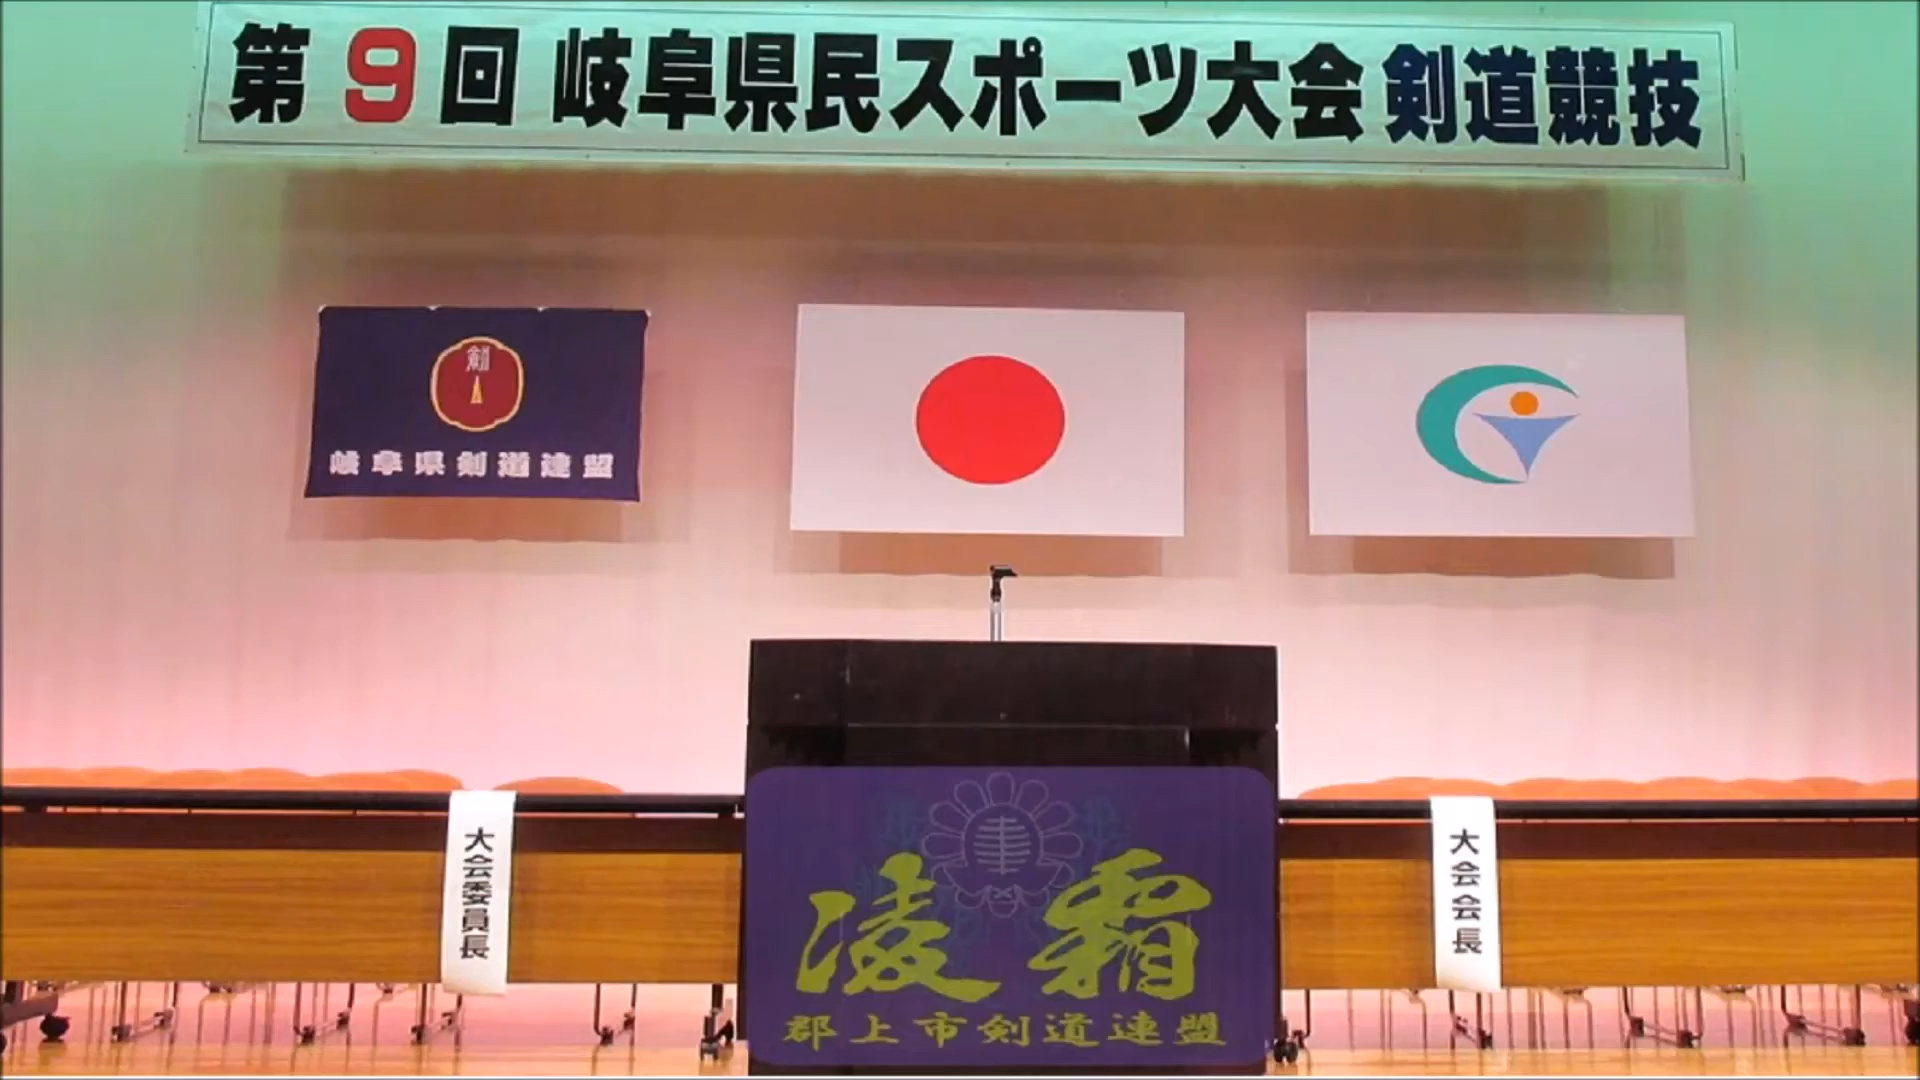 第9回 岐阜県民スポーツ大会 剣道競技
剣
岐阜県剣道連盟
大会委員長
大会会長
凌霜
郡上市剣道連盟